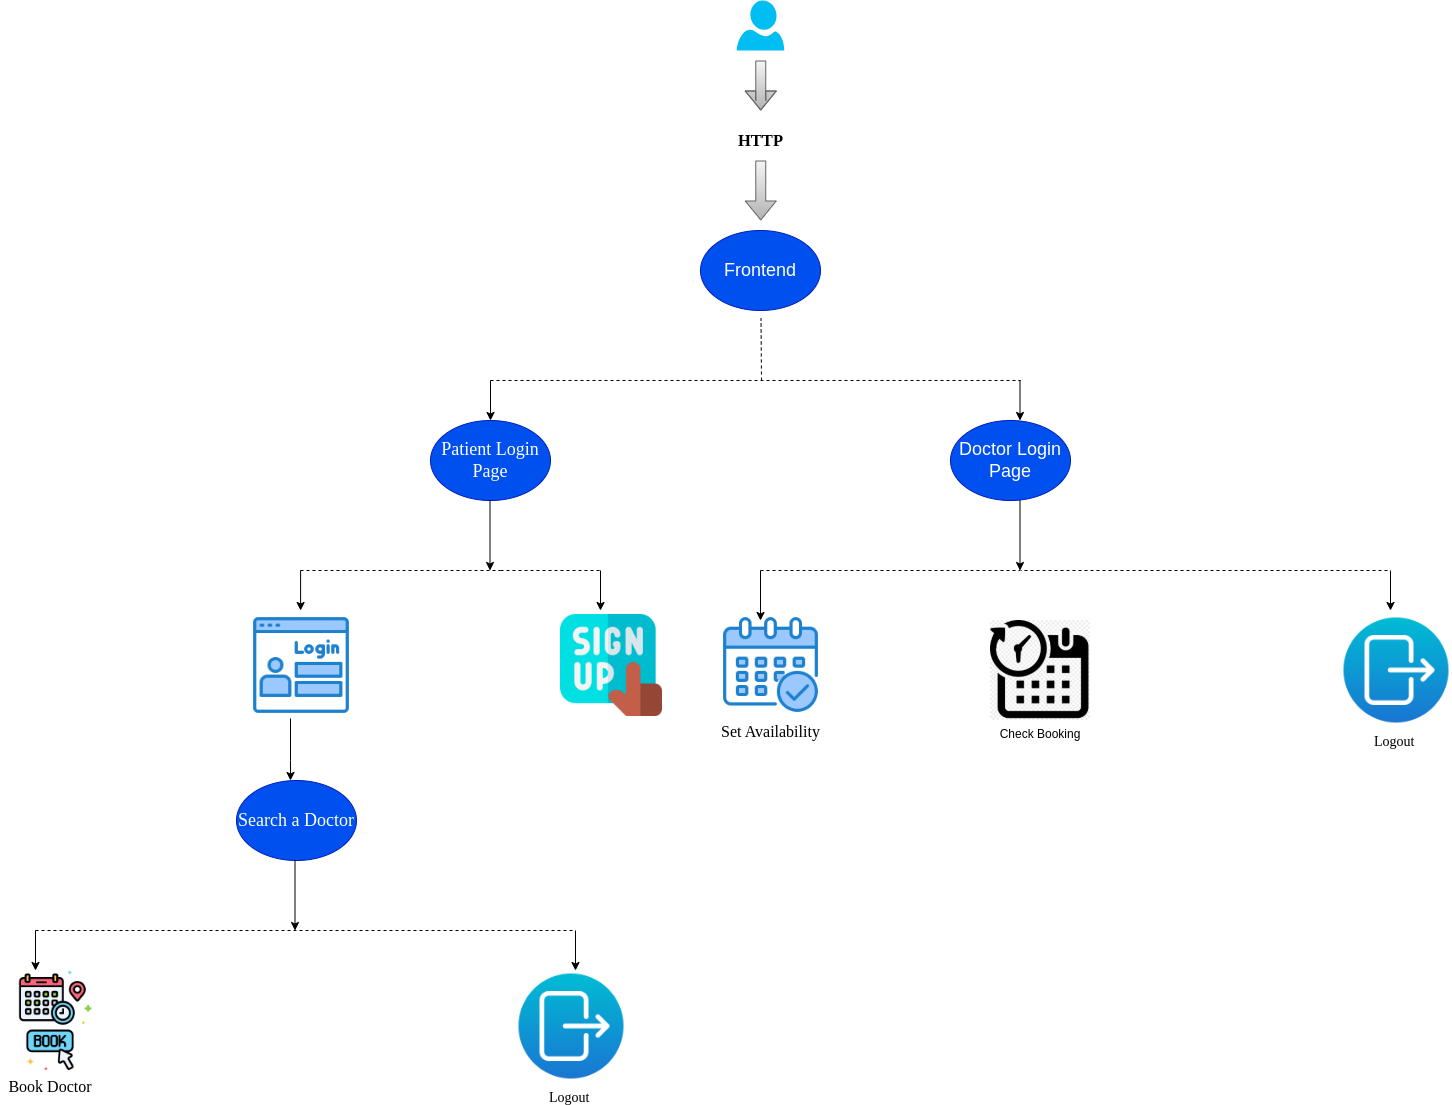 HTTP
Frontend
Patient Login
Page
Doctor Login
Page
Login
SIGN
UP
Set Availability
Check Booking
Logout
Search a Doctor
BOOK
Book Doctor
Logout